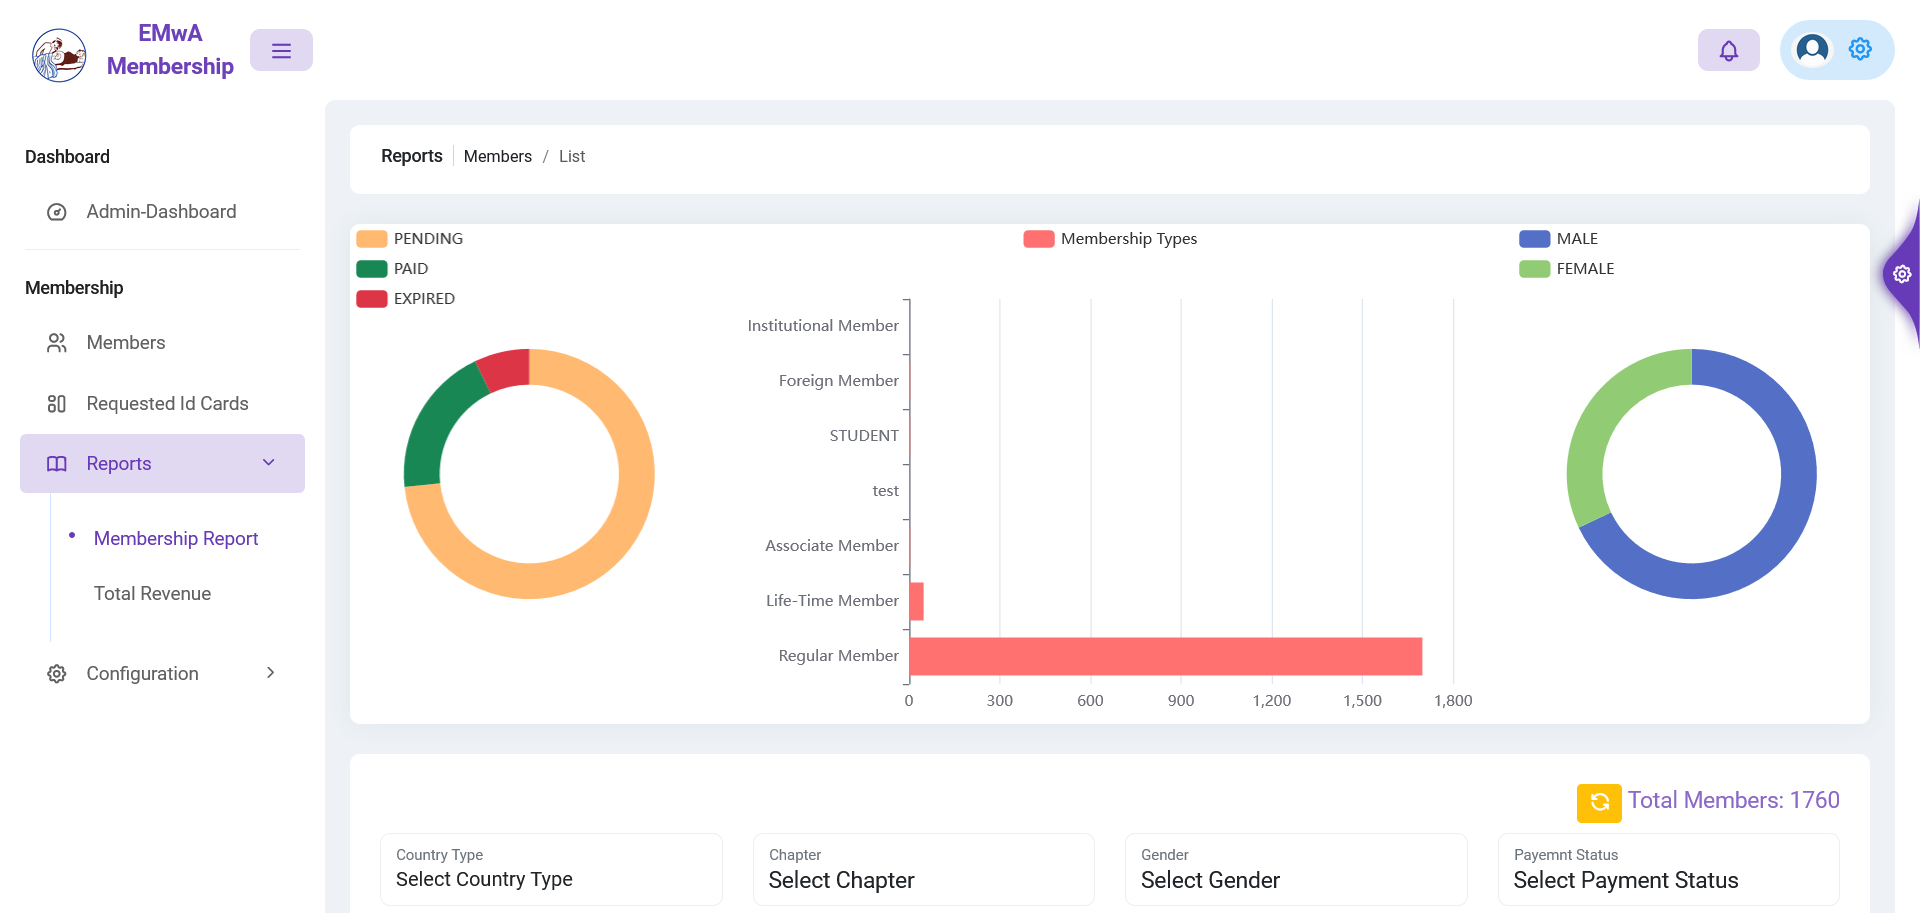 EMwA
Membership
Dashboard
Admin-Dashboard
Membership
Members
Requested Id Cards
Reports
Membership Report
Total Revenue
Configuration
Reports
Members / List
PENDING
PAID
EXPIRED
Membership Types
Institutional Member
Foreign Member
STUDENT
test
Associate Member
Life-Time Member
Regular Member
0 300 600 900 1,200 1,500 1,800
MALE
FEMALE
Total Members: 1760
Country Type
Select Country Type
Chapter
Select Chapter
Gender
Select Gender
Payemnt Status
Select Payment Status